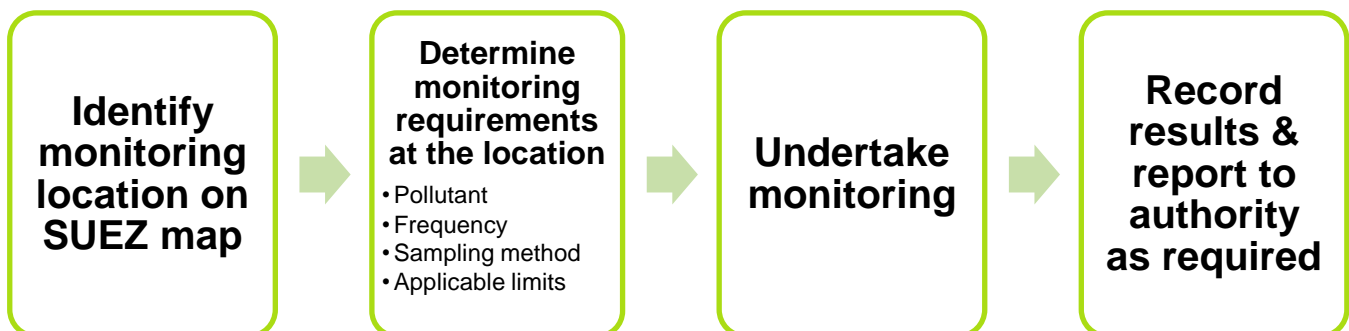 Identify
monitoring
location on
SUEZ map
Determine
monitoring
requirements
at the location
•Pollutant
•Frequency
•Sampling method
•Applicable limits
Undertake
monitoring
Record
results &
report to
authority
as required